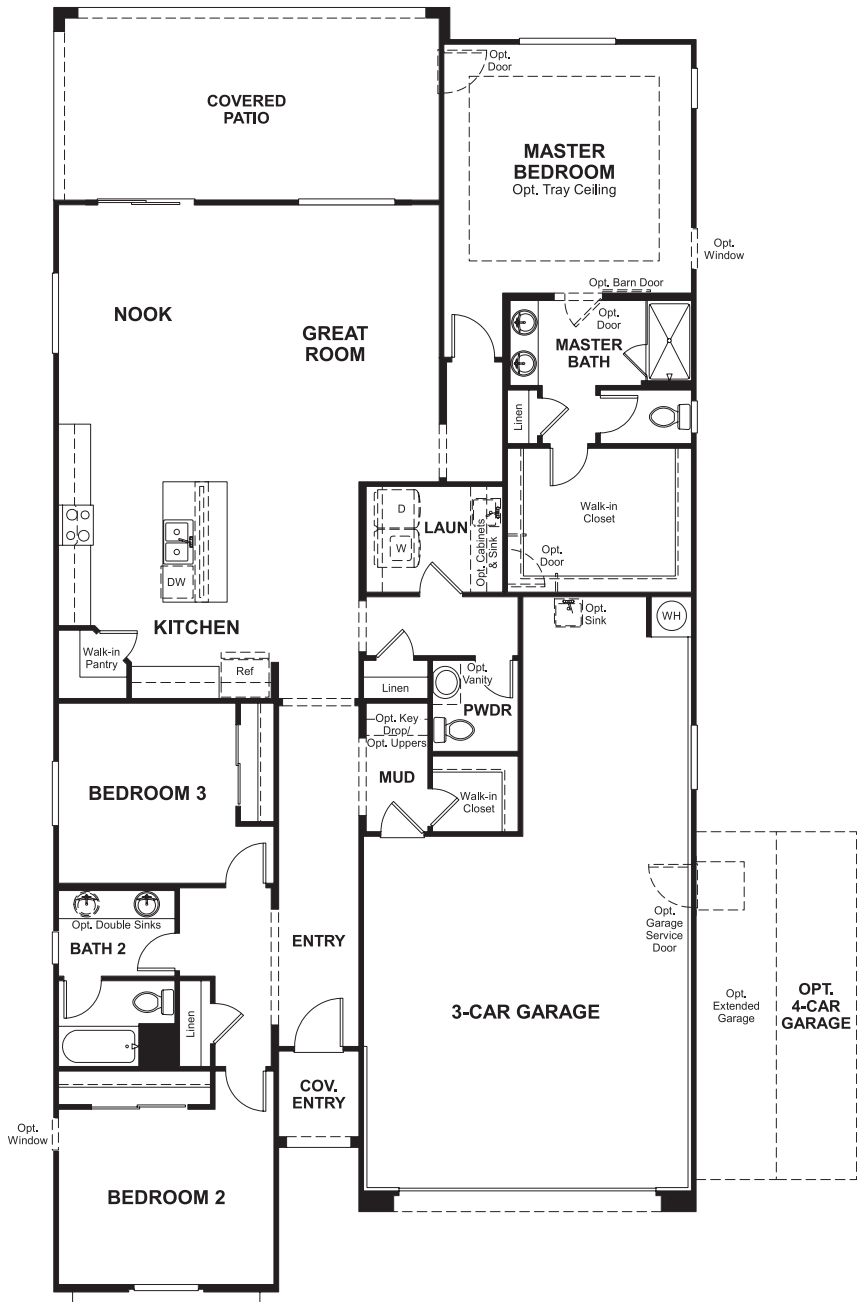 COVERED
PATIO
Opt.
Door
MASTER
BEDROOM
Opt. Tray Ceiling
Opt.
Window
Opt. Barn Door
Opt.
Door
MASTER
BATH
NOOK
GREAT
ROOM
Linen
Walk-in
Closet
Opt.
Door
D
W
LAUN
Opt. Cabinets
& Sink
DW
KITCHEN
Walk-in
Pantry
Ref
Opt.
Sink
WH
Linen
Opt.
Vanity
PWDR
Opt. Key
Drop/
Opt. Uppers
MUD
Walk-in
Closet
BEDROOM 3
Opt. Double Sinks
BATH 2
Linen
ENTRY
Opt.
Garage
Service
Door
3-CAR GARAGE
Opt.
Extended
Garage
OPT.
4-CAR
GARAGE
COV.
ENTRY
Opt.
Window
BEDROOM 2